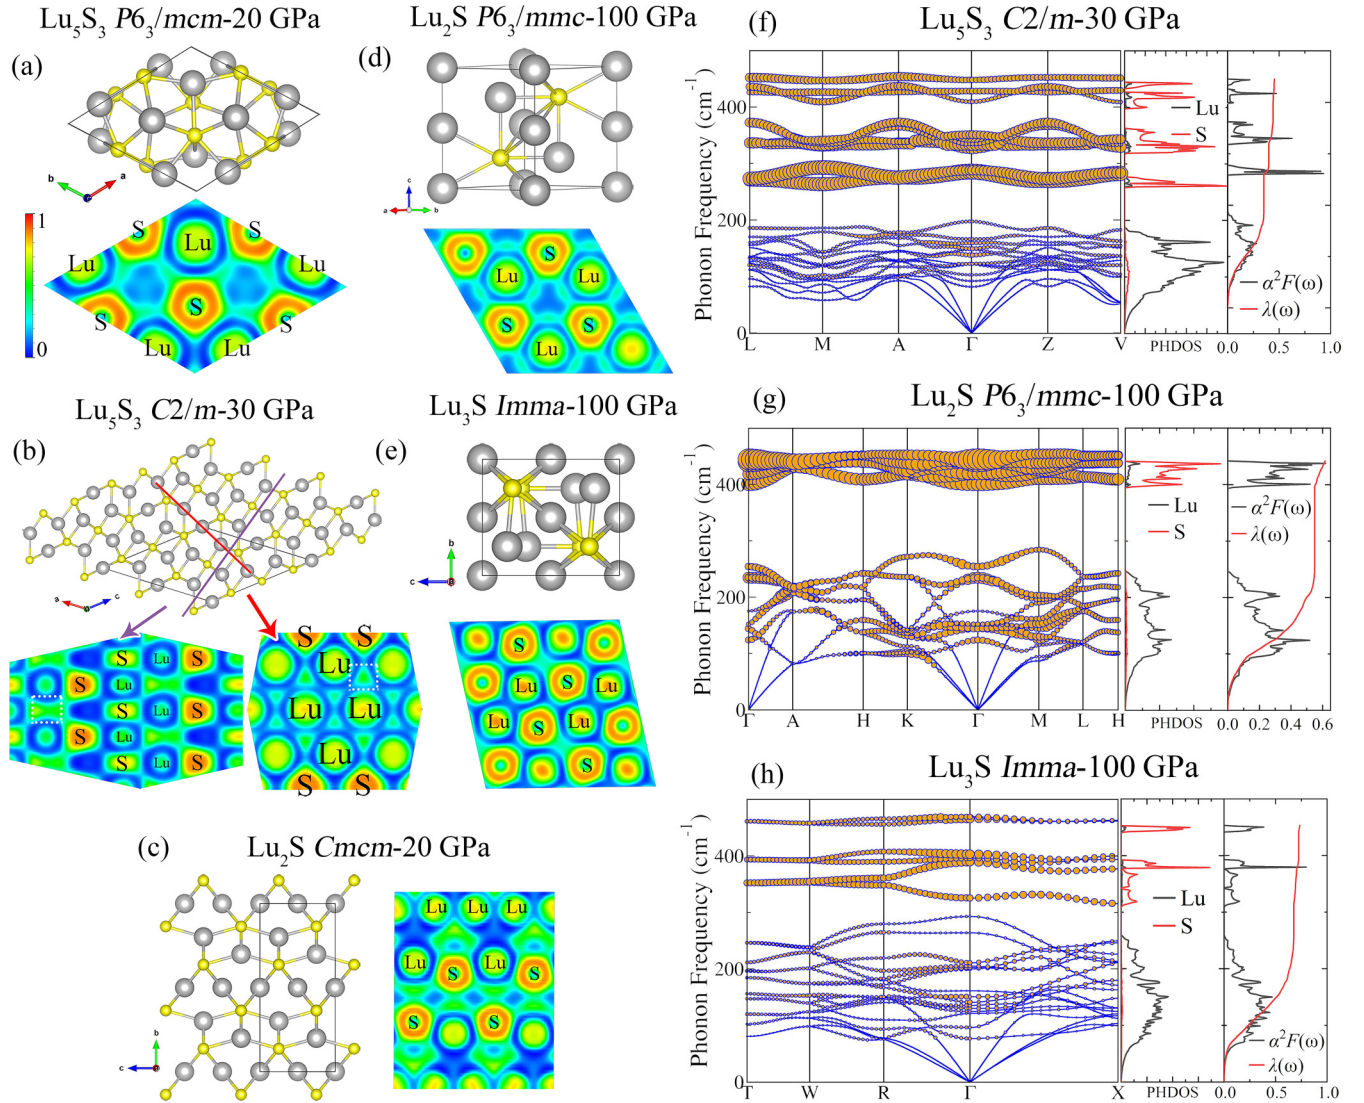 Lu₅S₃ P6₃/mcm-20 GPa
(a)
b
a
1
0
S
S
Lu
Lu
Lu
S
S
S
Lu
Lu
Lu₂S P6₃/mmc-100 GPa
(d)
c
a
b
S
Lu
Lu
S
S
Lu
Lu₅S₃ C2/m-30 GPa
(b)
a
c
S
Lu
S
S
Lu
S
S
Lu
S
Lu
S
S
S
S
S
Lu
Lu
Lu
Lu
S
S
Lu₃S Imma-100 GPa
(e)
b
c
S
Lu
S
Lu
Lu
S
Lu
S
(c)
Lu₂S Cmcm-20 GPa
b
c
Lu
Lu
Lu
Lu
Lu
S
S
S
(f)
Lu₅S₃ C2/m-30 GPa
Phonon Frequency (cm⁻¹)
400
200
0
L
M
A
Γ
Z
V
Lu
S
PHDOS
α²F(ω)
λ(ω)
0.0
0.5
1.0
(g)
Lu₂S P6₃/mmc-100 GPa
Phonon Frequency (cm⁻¹)
400
200
0
Γ
A
H
K
Γ
M
L
H
Lu
S
PHDOS
α²F(ω)
λ(ω)
0.0
0.2
0.4
0.6
(h)
Lu₃S Imma-100 GPa
Phonon Frequency (cm⁻¹)
400
200
0
T
W
R
Γ
X
Lu
S
PHDOS
α²F(ω)
λ(ω)
0.0
0.5
1.0